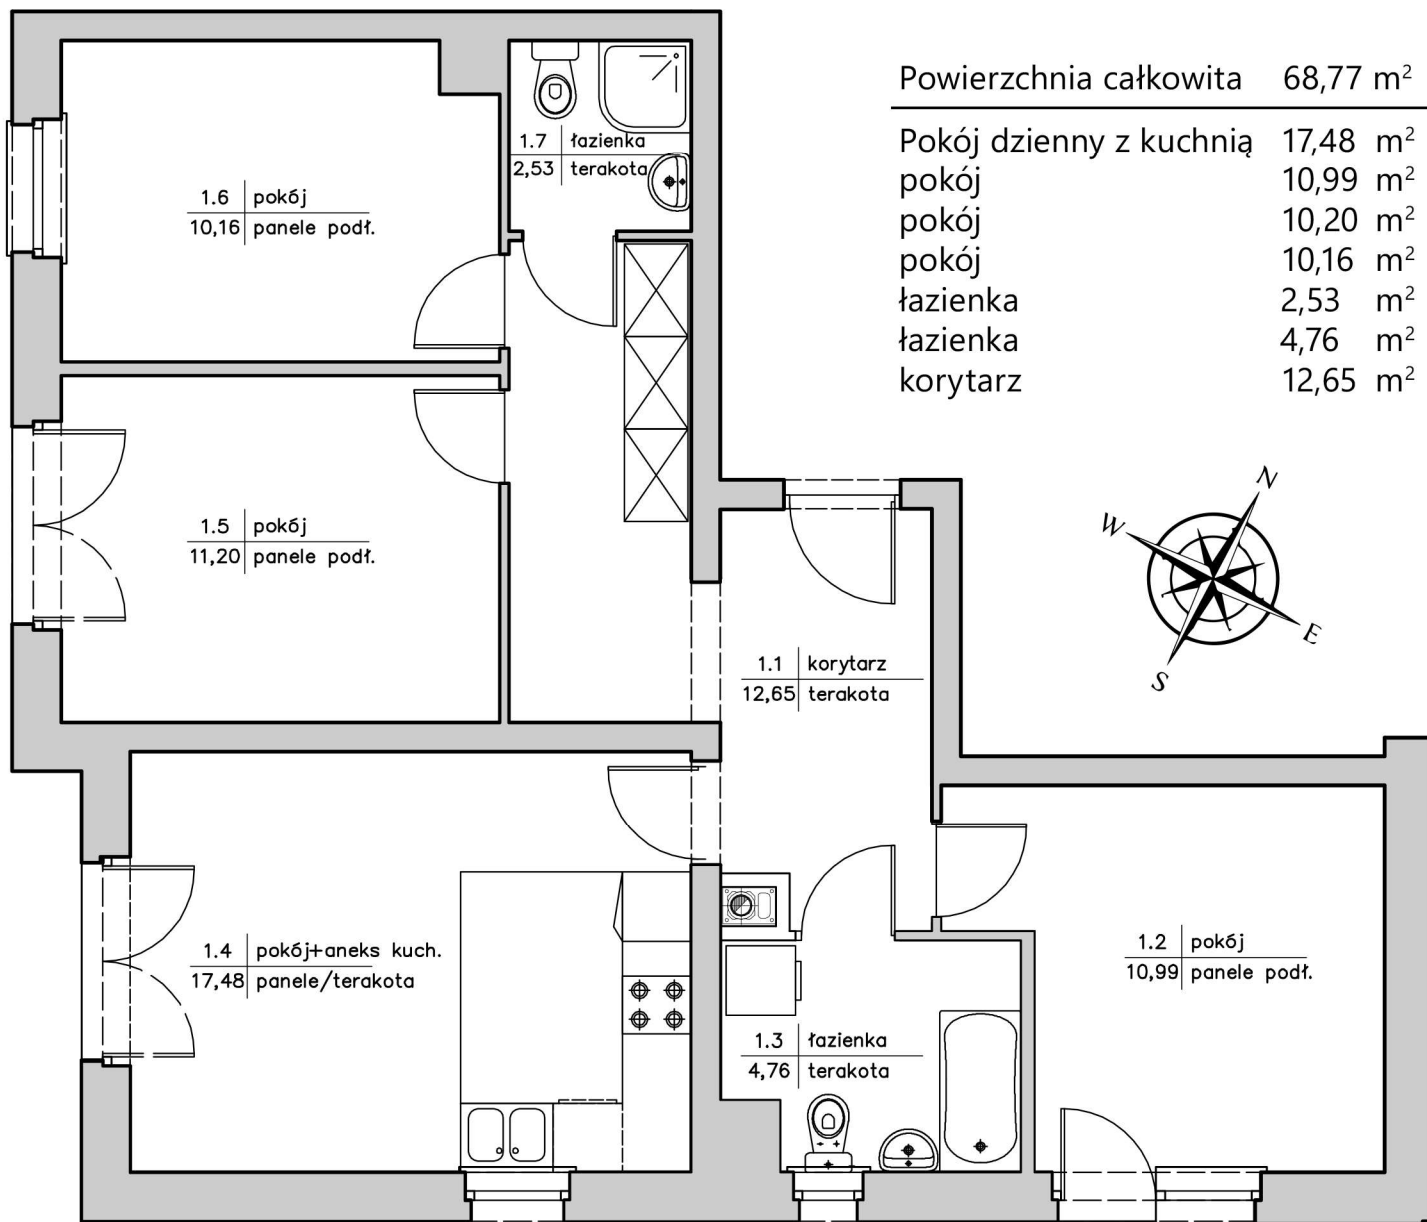 Powierzchnia całkowita 68,77 m²
Pokój dzienny z kuchnią 17,48 m²
pokój 10,99 m²
pokój 10,20 m²
pokój 10,16 m²
łazienka 2,53 m²
łazienka 4,76 m²
korytarz 12,65 m²
1.7 łazienka
2,53 terakota
1.6 pokój
10,16 panele podł.
1.5 pokój
11,20 panele podł.
N
W
E
S
1.1 korytarz
12,65 terakota
1.4 pokój+aneks kuch.
17,48 panele/terakota
1.2 pokój
10,99 panele podł.
1.3 łazienka
4,76 terakota